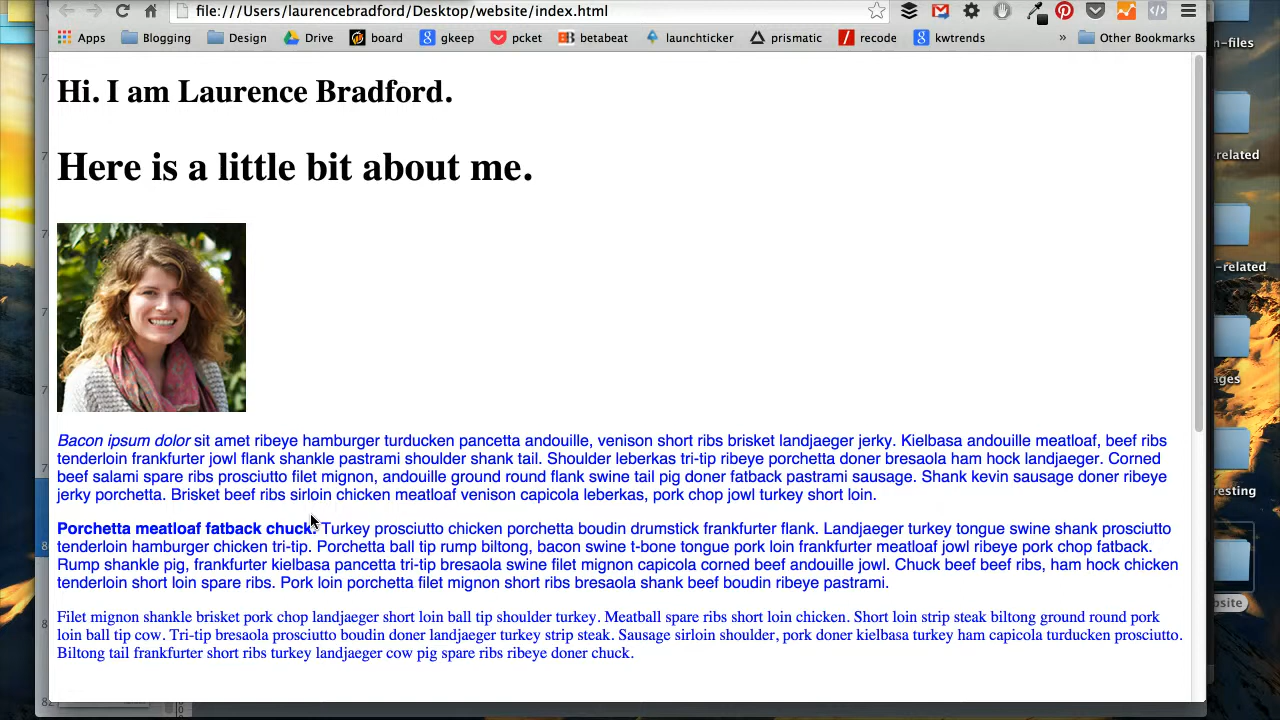 file:///Users/laurencebradford/Desktop/website/index.html
Apps Blogging Design Drive board gkeep pcket betabeat launchticker prismatic recode kwtrends » Other Bookmarks
Hi. I am Laurence Bradford.
Here is a little bit about me.
Bacon ipsum dolor sit amet ribeye hamburger turducken pancetta andouille, venison short ribs brisket landjaeger jerky. Kielbasa andouille meatloaf, beef ribs
tenderloin frankfurter jowl flank shankle pastrami shoulder shank tail. Shoulder leberkas tri-tip ribeye porchetta doner bresaola ham hock landjaeger. Corned
beef salami spare ribs prosciutto filet mignon, andouille ground round flank swine tail pig doner fatback pastrami sausage. Shank kevin sausage doner ribeye
jerky porchetta. Brisket beef ribs sirloin chicken meatloaf venison capicola leberkas, pork chop jowl turkey short loin.
Porchetta meatloaf fatback chuck. Turkey prosciutto chicken porchetta boudin drumstick frankfurter flank. Landjaeger turkey tongue swine shank prosciutto
tenderloin hamburger chicken tri-tip. Porchetta ball tip rump biltong, bacon swine t-bone tongue pork loin frankfurter meatloaf jowl ribeye pork chop fatback.
Rump shankle pig, frankfurter kielbasa pancetta tri-tip bresaola swine filet mignon capicola corned beef andouille jowl. Chuck beef beef ribs, ham hock chicken
tenderloin short loin spare ribs. Pork loin porchetta filet mignon short ribs bresaola shank beef boudin ribeye pastrami.
Filet mignon shankle brisket pork chop landjaeger short loin ball tip shoulder turkey. Meatball spare ribs short loin chicken. Short loin strip steak biltong ground round pork
loin ball tip cow. Tri-tip bresaola prosciutto boudin doner landjaeger turkey strip steak. Sausage sirloin shoulder, pork doner kielbasa turkey ham capicola turducken prosciutto.
Biltong tail frankfurter short ribs turkey landjaeger cow pig spare ribs ribeye doner chuck.
n-files
related
-related
ages
resting
bsite